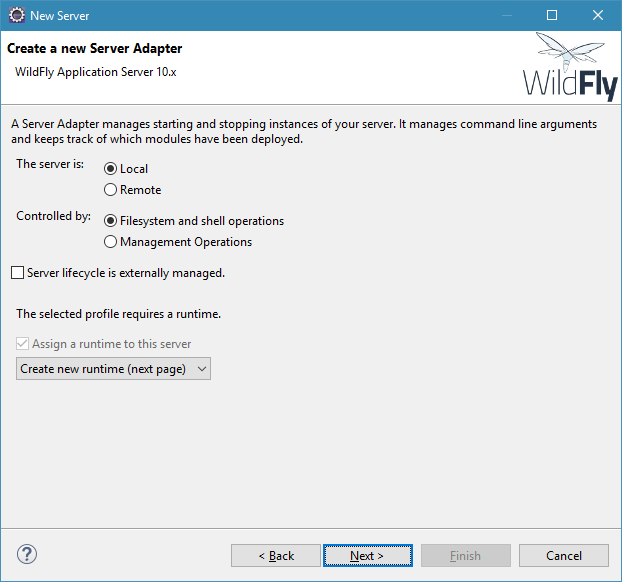 New Server
Create a new Server Adapter
WildFly Application Server 10.x
WildFly
A Server Adapter manages starting and stopping instances of your server. It manages command line arguments
and keeps track of which modules have been deployed.
The server is:
Local
Remote
Controlled by:
Filesystem and shell operations
Management Operations
Server lifecycle is externally managed.
The selected profile requires a runtime.
Assign a runtime to this server
Create new runtime (next page)
? < Back Next > Finish Cancel